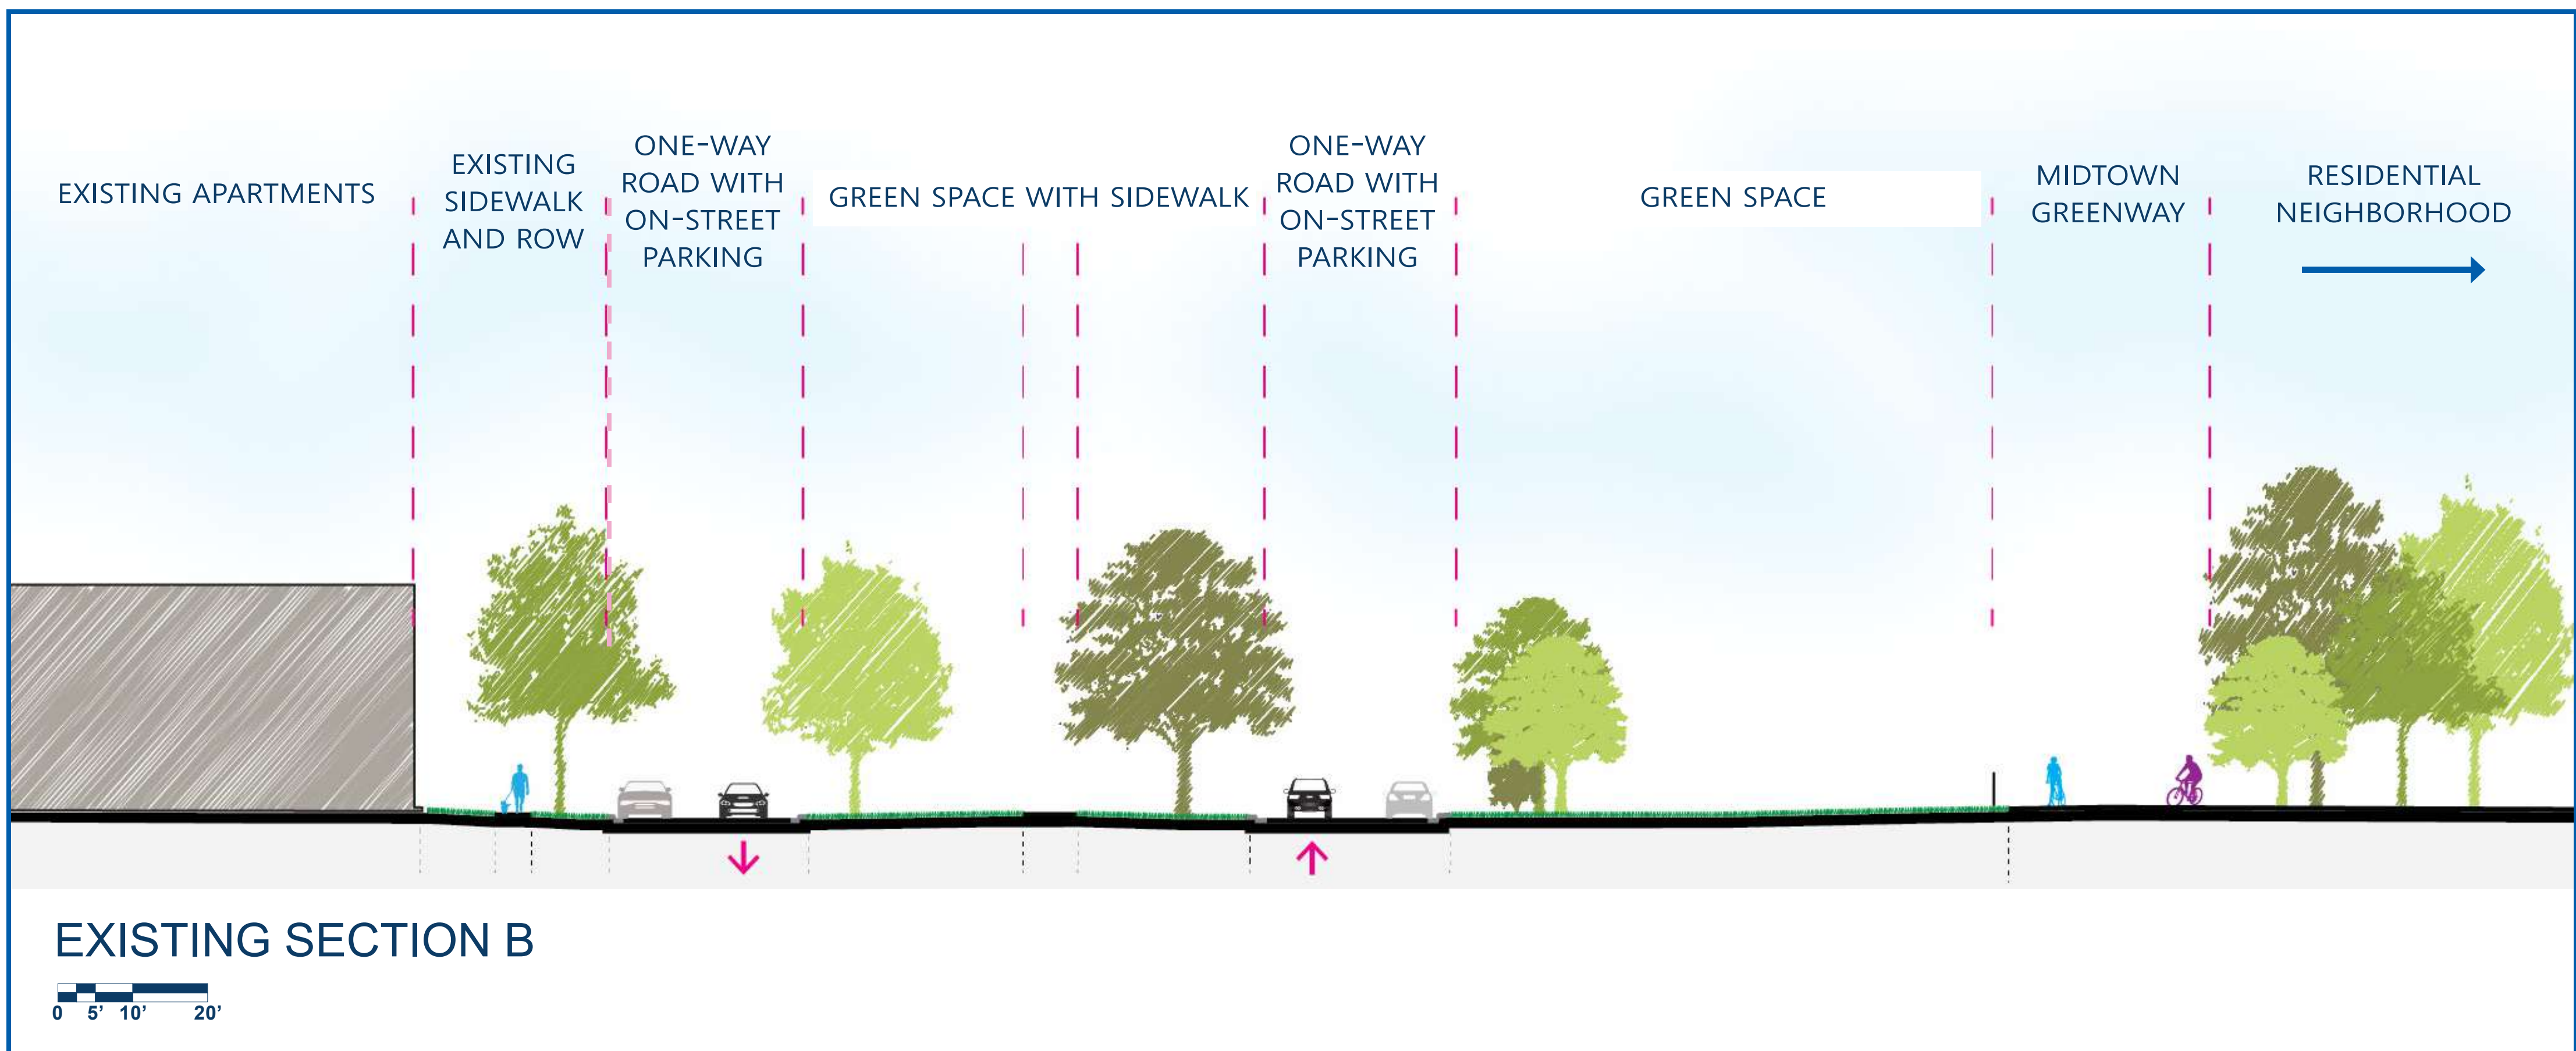 EXISTING APARTMENTS
EXISTING
SIDEWALK
AND ROW
ONE-WAY
ROAD WITH
ON-STREET
PARKING
GREEN SPACE WITH SIDEWALK
ONE-WAY
ROAD WITH
ON-STREET
PARKING
GREEN SPACE
MIDTOWN
GREENWAY
RESIDENTIAL
NEIGHBORHOOD
EXISTING SECTION B
0 5' 10' 20'